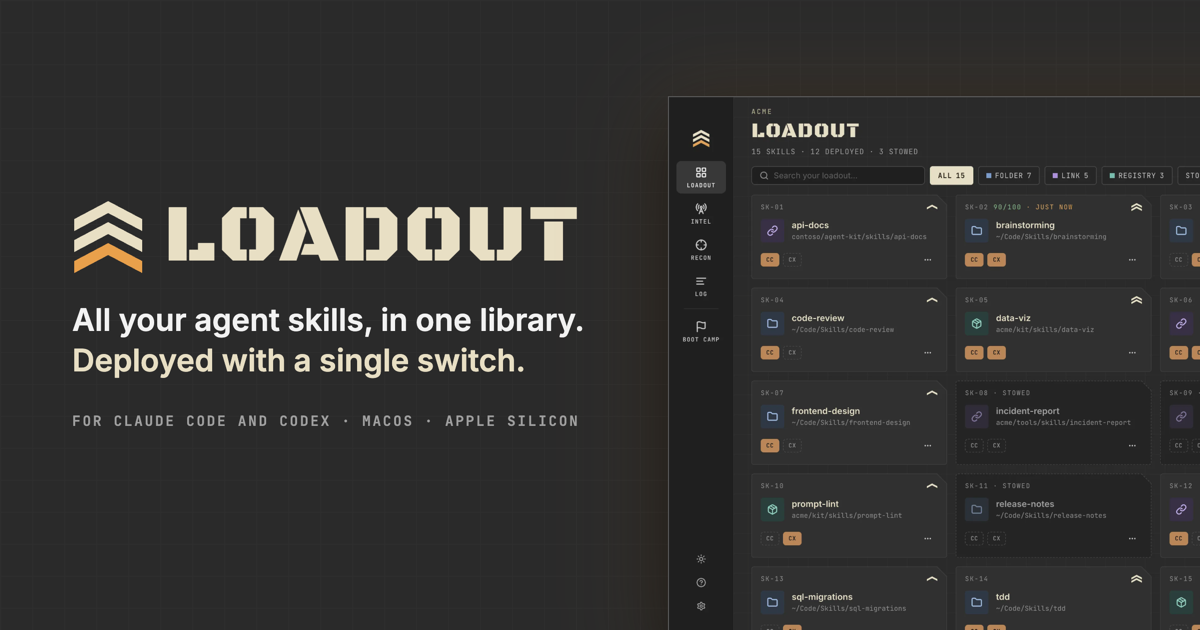 LOADOUT
All your agent skills, in one library.
Deployed with a single switch.
FOR CLAUDE CODE AND CODEX · MACOS · APPLE SILICON
LOADOUT
INTEL
RECON
LOG
BOOT CAMP
ACME
LOADOUT
15 SKILLS · 12 DEPLOYED · 3 STOWED
Search your loadout...
ALL 15
FOLDER 7
LINK 5
REGISTRY 3
STO
SK-01
api-docs
contoso/agent-kit/skills/api-docs
CC CX
SK-02 90/100 · JUST NOW
brainstorming
~/Code/Skills/brainstorming
CC CX
SK-03
CC
SK-04
code-review
~/Code/Skills/code-review
CC CX
SK-05
data-viz
acme/kit/skills/data-viz
CC CX
SK-06
CC
SK-07
frontend-design
~/Code/Skills/frontend-design
CC CX
SK-08 · STOWED
incident-report
acme/tools/skills/incident-report
CC CX
SK-09 ·
CC
SK-10
prompt-lint
acme/kit/skills/prompt-lint
CC CX
SK-11 · STOWED
release-notes
~/Code/Skills/release-notes
CC CX
SK-12
CC
SK-13
sql-migrations
~/Code/Skills/sql-migrations
SK-14
tdd
~/Code/Skills/tdd
SK-15